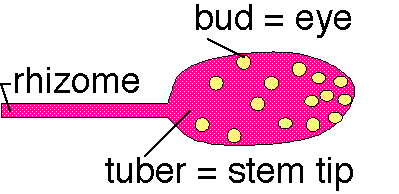 bud = eye
rhizome
tuber = stem tip